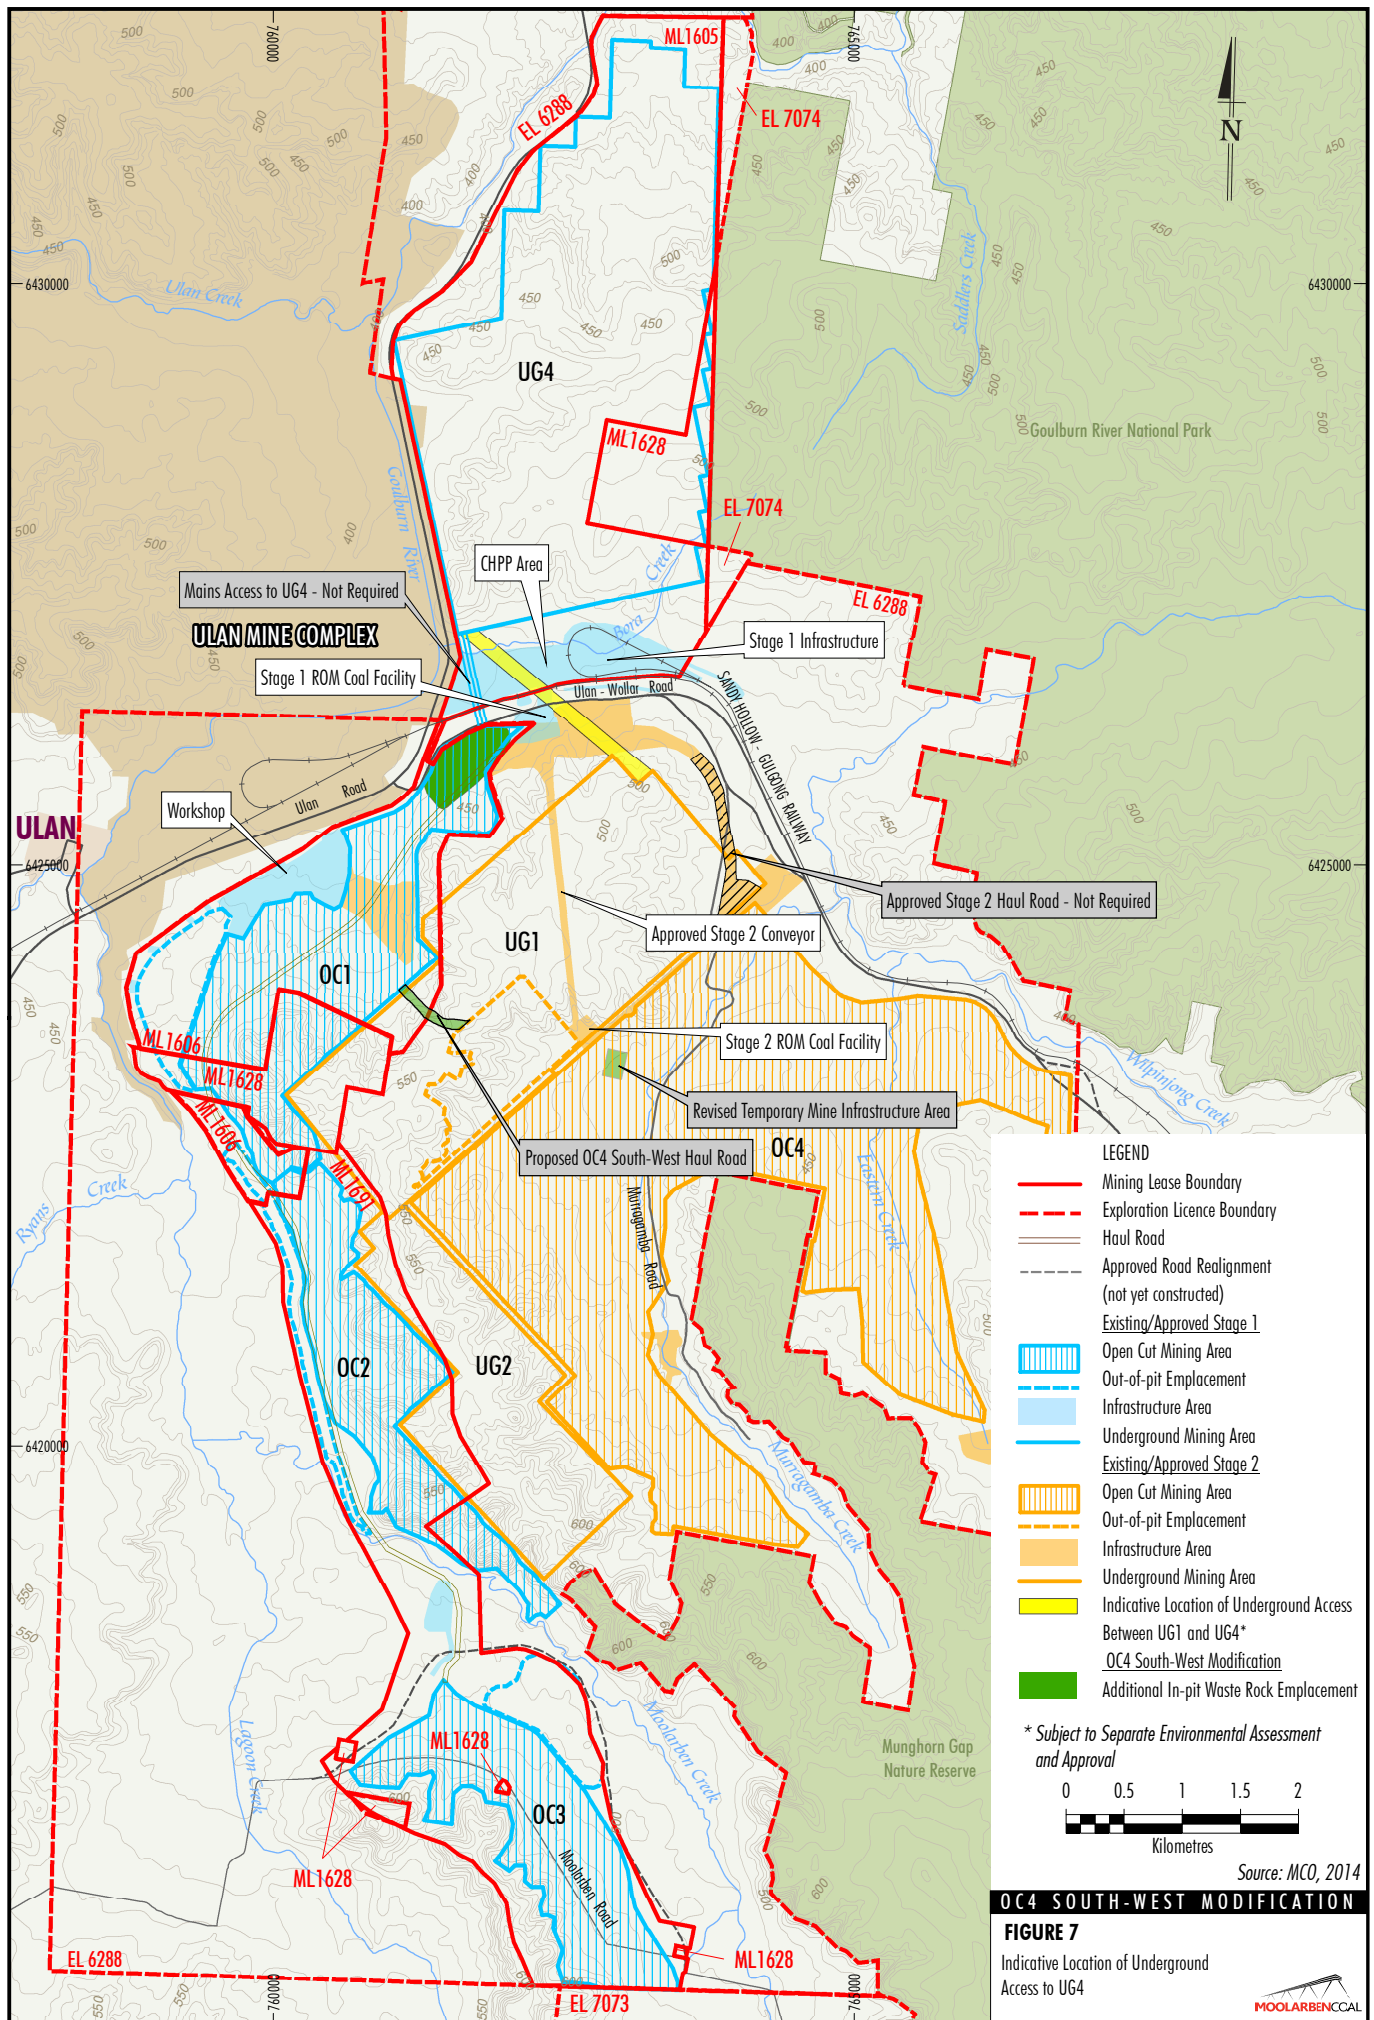 760000
765000
ML1605
EL 6288
EL 7074
N
6430000
6430000
Ulan Creek
Saddlers Creek
UG4
ML1628
Goulburn River National Park
Goulburn River
EL 7074
CHPP Area
Bora Creek
EL 6288
Mains Access to UG4 - Not Required
ULAN MINE COMPLEX
Stage 1 Infrastructure
Stage 1 ROM Coal Facility
Ulan - Wollar Road
SANDY HOLLOW - GULGONG RAILWAY
Ulan Road
Workshop
ULAN
6425000
6425000
Approved Stage 2 Haul Road - Not Required
Approved Stage 2 Conveyor
UG1
OC1
Stage 2 ROM Coal Facility
ML1606
ML1628
ML1606
Wilpinjong Creek
Revised Temporary Mine Infrastructure Area
OC4
Proposed OC4 South-West Haul Road
ML1691
Eastern Creek
Ryans Creek
Murragamba Road
OC2
UG2
6420000
Murragamba Creek
Lagoon Creek
Moolarben Creek
ML1628
Munghorn Gap
Nature Reserve
OC3
Moolarben Road
ML1628
ML1628
EL 6288
EL 7073
760000
765000
LEGEND
Mining Lease Boundary
Exploration Licence Boundary
Haul Road
Approved Road Realignment
(not yet constructed)
Existing/Approved Stage 1
Open Cut Mining Area
Out-of-pit Emplacement
Infrastructure Area
Underground Mining Area
Existing/Approved Stage 2
Open Cut Mining Area
Out-of-pit Emplacement
Infrastructure Area
Underground Mining Area
Indicative Location of Underground Access
Between UG1 and UG4*
OC4 South-West Modification
Additional In-pit Waste Rock Emplacement
* Subject to Separate Environmental Assessment
and Approval
0 0.5 1 1.5 2
Kilometres
Source: MCO, 2014
OC4 SOUTH-WEST MODIFICATION
FIGURE 7
Indicative Location of Underground
Access to UG4
MOOLARBEN COAL